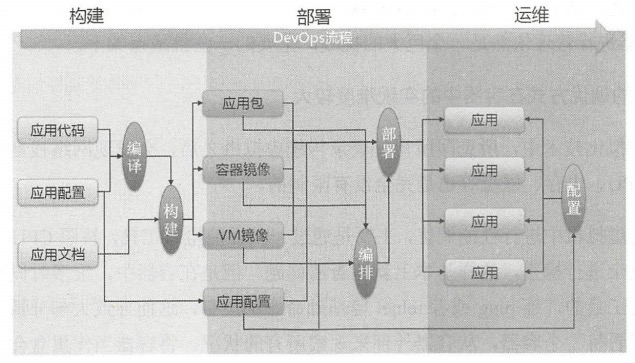 构建
部署
运维
DevOps流程
应用代码
应用配置
应用文档
编译
构建
应用包
容器镜像
VM镜像
应用配置
部署
编排
应用
应用
应用
应用
配置